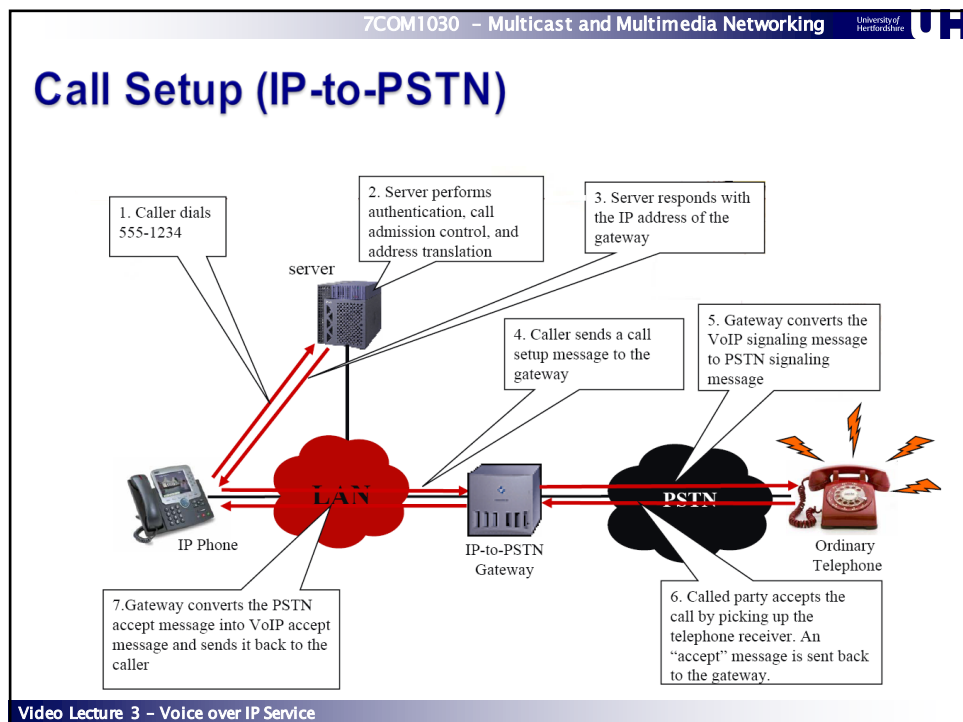 7COM1030 – Multicast and Multimedia Networking
University of
Hertfordshire
UH
Call Setup (IP-to-PSTN)
1. Caller dials
555-1234
2. Server performs
authentication, call
admission control, and
address translation
3. Server responds with
the IP address of the
gateway
server
4. Caller sends a call
setup message to the
gateway
5. Gateway converts the
VoIP signaling message
to PSTN signaling
message
LAN
PSTN
IP Phone
IP-to-PSTN
Gateway
Ordinary
Telephone
7.Gateway converts the PSTN
accept message into VoIP accept
message and sends it back to the
caller
6. Called party accepts the
call by picking up the
telephone receiver. An
“accept” message is sent back
to the gateway.
Video Lecture 3 – Voice over IP Service